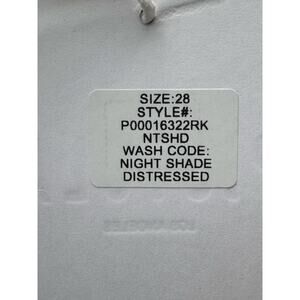 SIZE:28
STYLE#:
P00016322RK
NTSHD
WASH CODE:
NIGHT SHADE
DISTRESSED